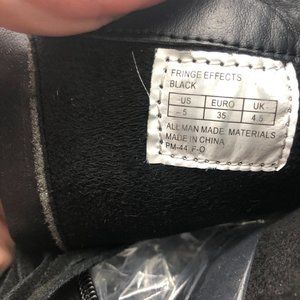 FRINGE EFFECTS
BLACK
US EURO UK
5 35 4.5
ALL MAN MADE MATERIALS
MADE IN CHINA
PM-44 F-O